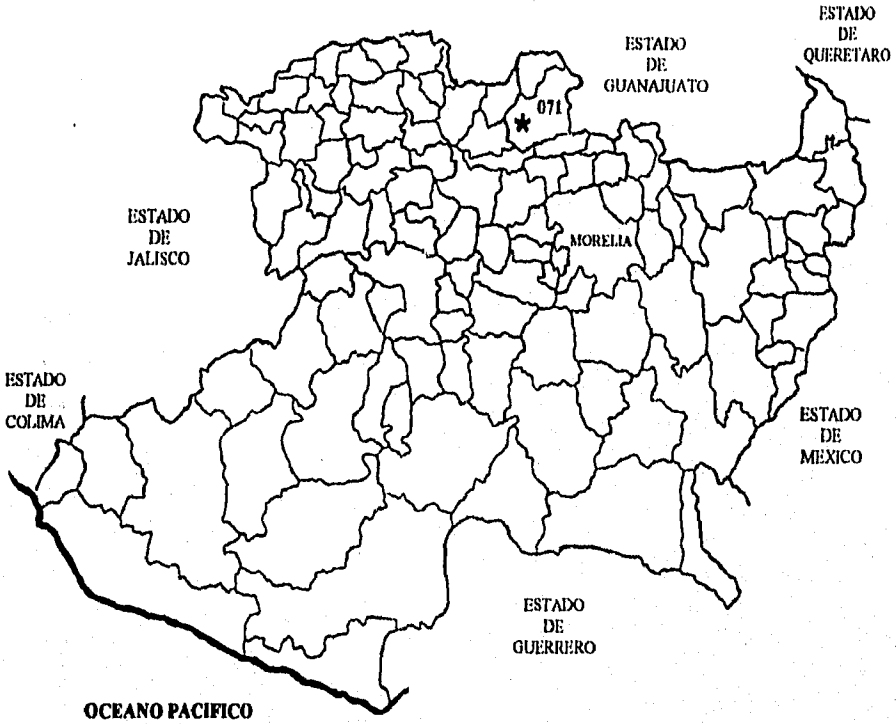 ESTADO
DE
QUERETARO
ESTADO
DE
GUANAJUATO
071
*
ESTADO
DE
JALISCO
MORELIA
ESTADO
DE
COLIMA
ESTADO
DE
MEXICO
ESTADO
DE
GUERRERO
OCEANO PACIFICO